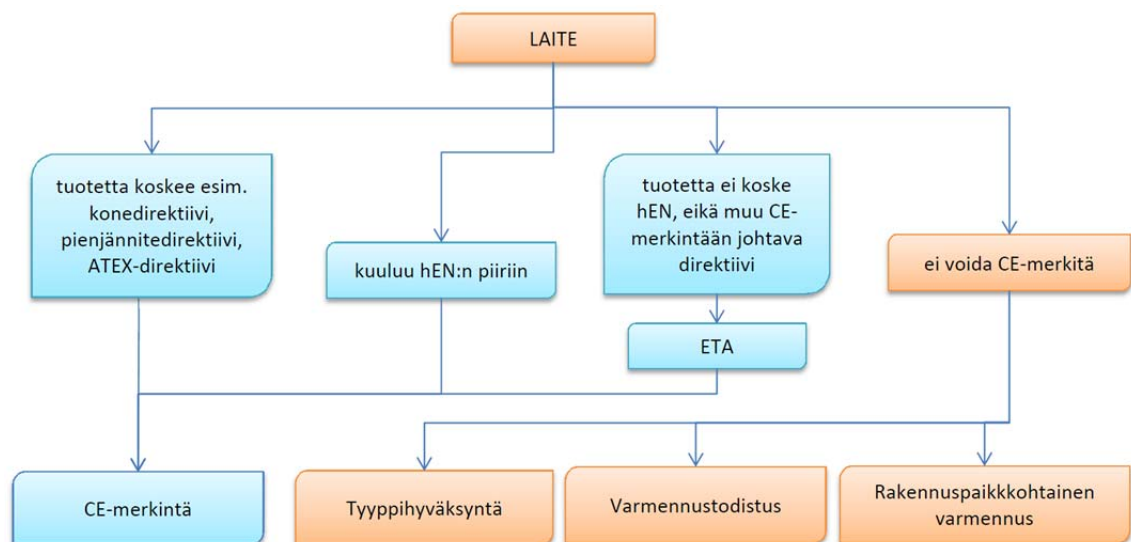 LAITE
tuotetta koskee esim.
konedirektiivi,
pienjännitedirektiivi,
ATEX-direktiivi
kuuluu hEN:n piiriin
tuotetta ei koske
hEN, eikä muu CE-
merkintään johtava
direktiivi
ei voida CE-merkitä
ETA
CE-merkintä
Tyyppihyväksyntä
Varmennustodistus
Rakennuspaikkkohtainen
varmennus